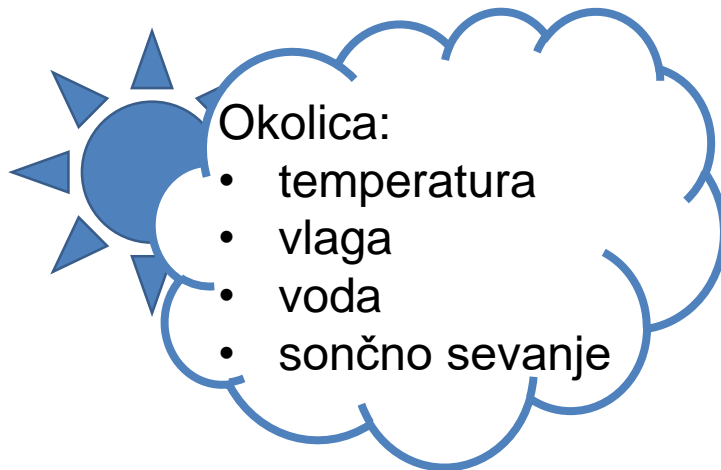 Okolica:
• temperatura
• vlaga
• voda
• sončno sevanje